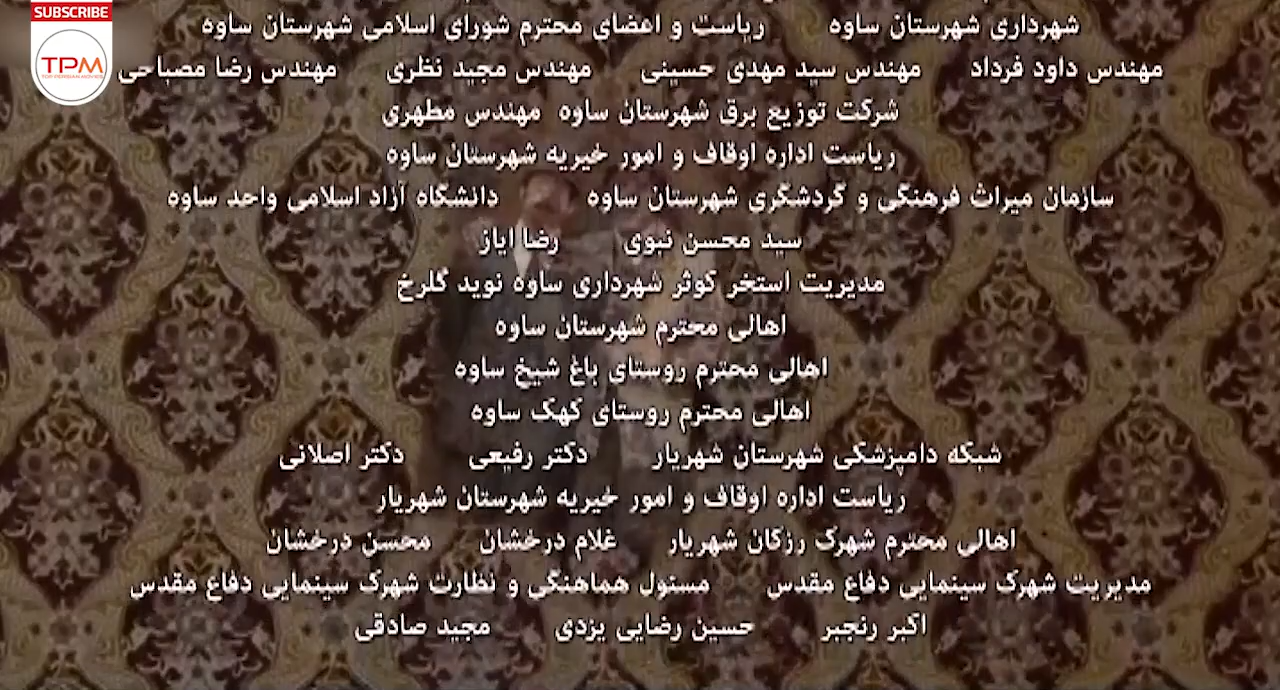 SUBSCRIBE
TPM
TOP PERSIAN MOVIES
شهرداری شهرستان ساوه ریاست و اعضای محترم شورای اسلامی شهرستان ساوه
مهندس داود فرداد مهندس سید مهدی حسینی مهندس مجید نظری مهندس رضا مصباحی
شرکت توزیع برق شهرستان ساوه مهندس مطهری
ریاست اداره اوقاف و امور خیریه شهرستان ساوه
سازمان میراث فرهنگی و گردشگری شهرستان ساوه دانشگاه آزاد اسلامی واحد ساوه
سید محسن نبوی رضا ایاز
مدیریت استخر کوثر شهرداری ساوه نوید گلرخ
اهالی محترم شهرستان ساوه
اهالی محترم روستای باغ شیخ ساوه
اهالی محترم روستای کهک ساوه
شبکه دامپزشکی شهرستان شهریار دکتر رفیعی دکتر اصلانی
ریاست اداره اوقاف و امور خیریه شهرستان شهریار
اهالی محترم شهرک رزکان شهریار غلام درخشان محسن درخشان
مدیریت شهرک سینمایی دفاع مقدس مسئول هماهنگی و نظارت شهرک سینمایی دفاع مقدس
اکبر رنجبر حسین رضایی یزدی مجید صادقی